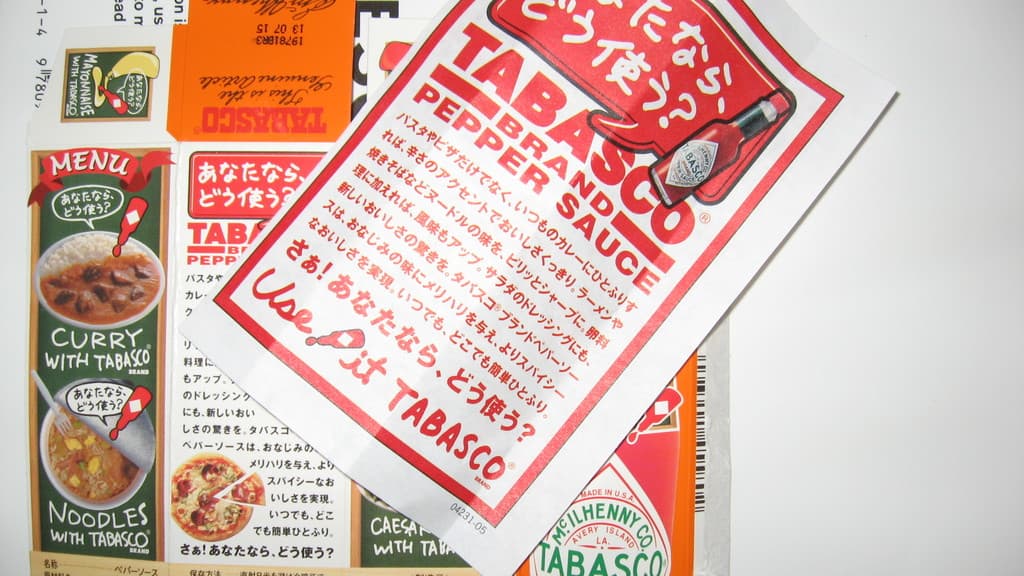 あなたなら、
どう使う?
TABASCO®
BRAND
PEPPER SAUCE
パスタやピザだけでなく、いつものカレーにひとふりす
れば、辛さのアクセントでおいしさくっきり。ラーメンや
焼きそばなどヌードルの味を、ピリッとシャープに。卵料
理に加えれば、風味もアップ。サラダのドレッシングにも、
新しいおいしさの驚きを。タバスコ®ブランドペパーソー
スは、おなじみの味にメリハリを与え、よりスパイシー
なおいしさを実現。いつでも、どこでも簡単ひとふり。
さぁ!あなたなら、どう使う?
Use it TABASCO®
BRAND
04231-05
MAYONNAISE
WITH TABASCO
あなたなら、
どう使う?
This is the
Genuine Article
TABASCO
19781BR3
13 07 15
MENU
あなたなら、
どう使う?
CURRY
WITH TABASCO®
BRAND
あなたなら、
どう使う?
NOODLES
WITH TABASCO®
BRAND
あなたなら、
どう使う?
TABA
PEPP
パスタや
カレー
料理に
もアップ。
のドレッシング
にも、新しいおい
しさの驚きを。タバスコ
ペパーソースは、おなじみの
メリハリを与え、より
スパイシーなお
いしさを実現。
いつでも、どこ
でも簡単ひとふり。
さぁ!あなたなら、どう使う?
CAESAR
WITH TABA
MADE IN U.S.A.
McILHENNY CO.
AVERY ISLAND
LA.
TABASCO®
名称
ペパーソース
保存方法